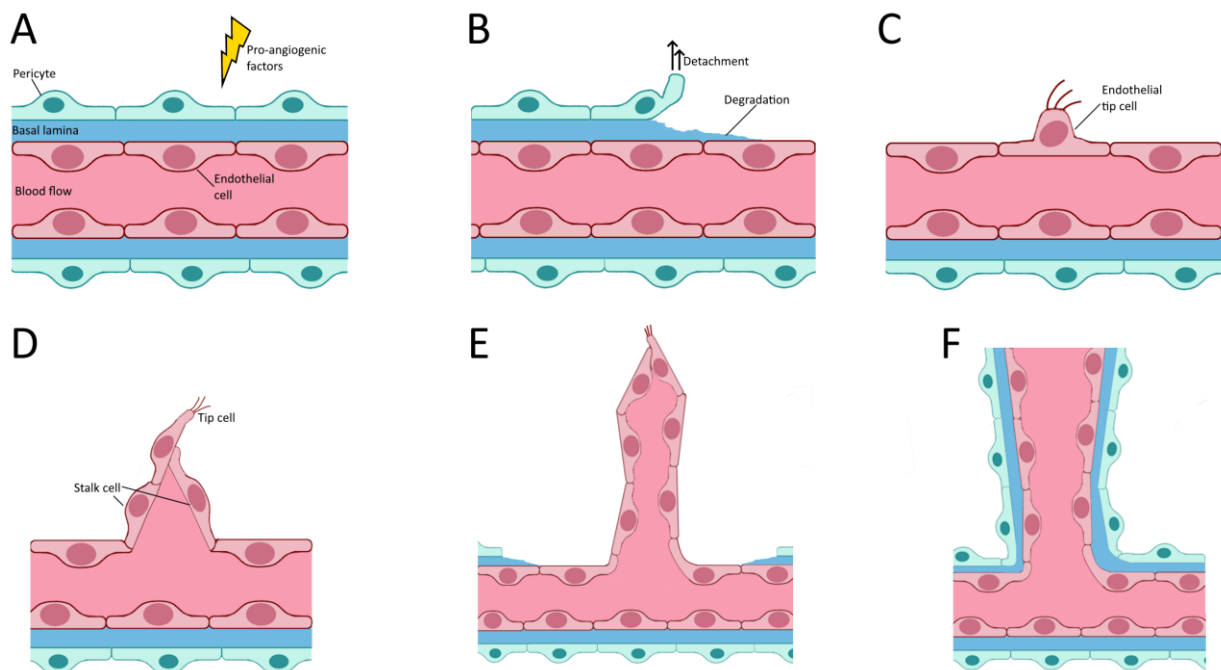 A
Pro-angiogenic
factors
Pericyte
Basal lamina
Endothelial
cell
Blood flow
B
Detachment
Degradation
C
Endothelial
tip cell
D
Tip cell
Stalk cell
E
F